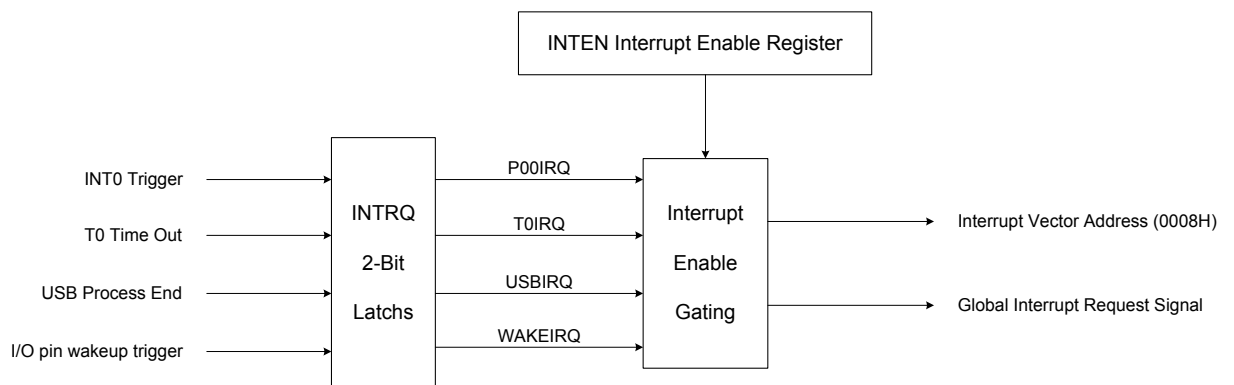 INTEN Interrupt Enable Register
INT0 Trigger
T0 Time Out
USB Process End
I/O pin wakeup trigger
INTRQ
2-Bit
Latchs
P00IRQ
T0IRQ
USBIRQ
WAKEIRQ
Interrupt
Enable
Gating
Interrupt Vector Address (0008H)
Global Interrupt Request Signal